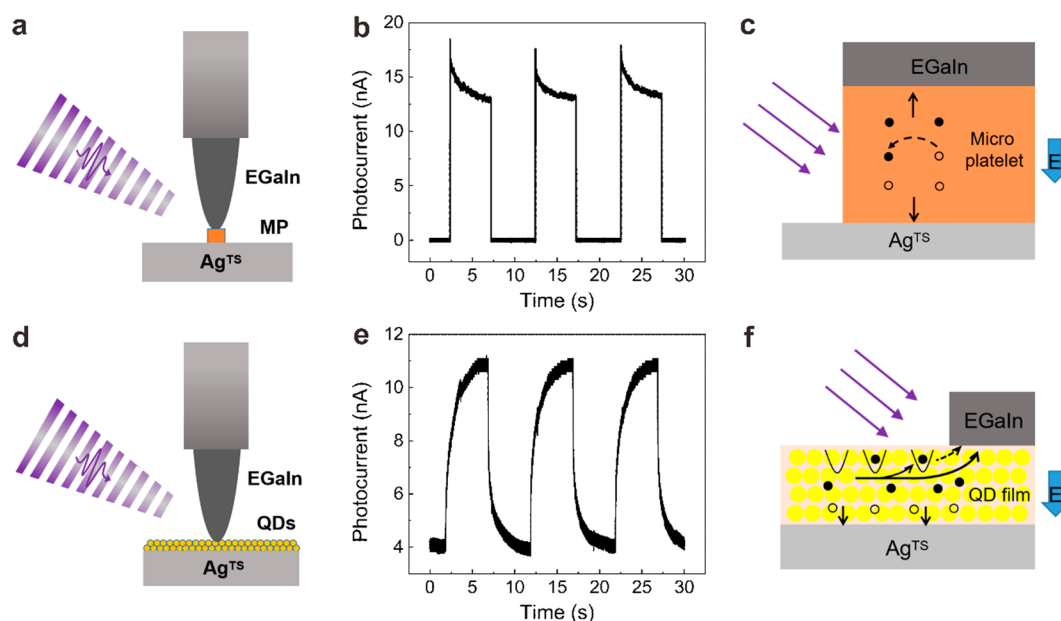 a
EGaIn
MP
Ag^TS
b
Photocurrent (nA)
20
15
10
5
0
0 5 10 15 20 25 30
Time (s)
c
EGaIn
Micro
platelet
E
Ag^TS
d
EGaIn
QDs
Ag^TS
e
Photocurrent (nA)
12
10
8
6
4
0 5 10 15 20 25 30
Time (s)
f
EGaIn
QD film
E
Ag^TS